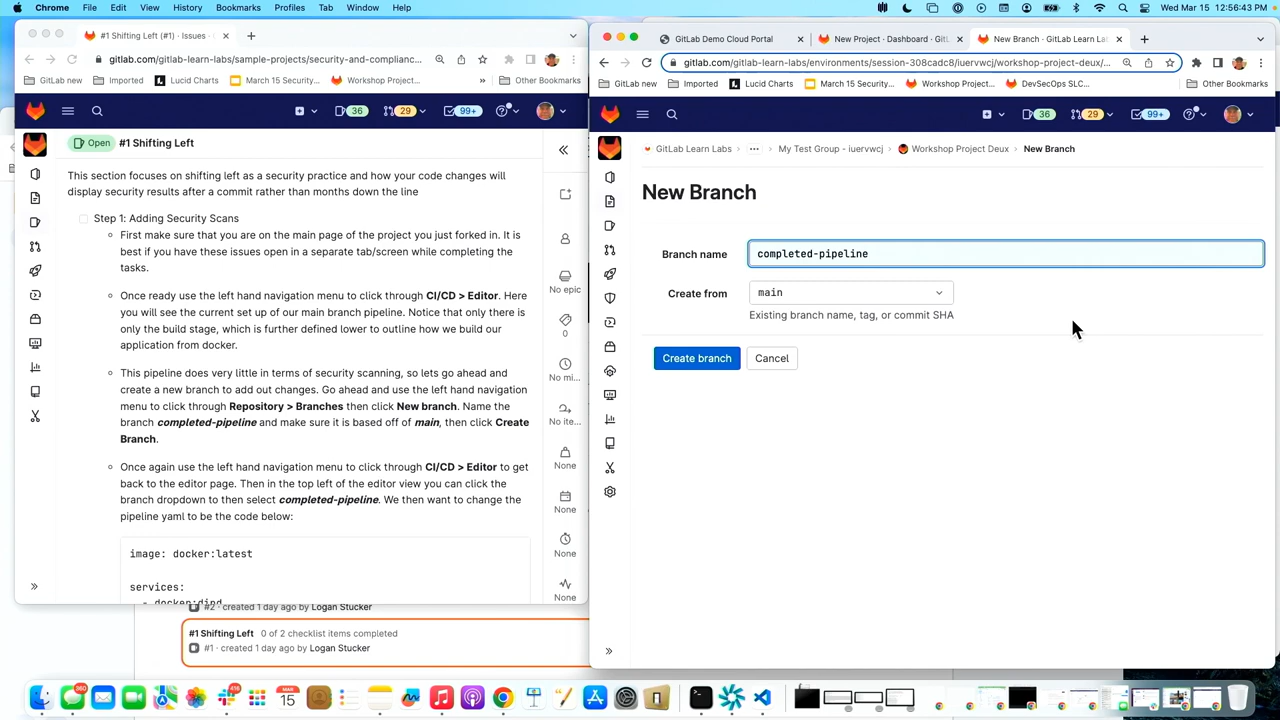 Chrome File Edit View History Bookmarks Profiles Tab Window Help
Wed Mar 15 12:56:43 PM
#1 Shifting Left (#1) · Issues ·
gitlab.com/gitlab-learn-labs/sample-projects/security-and-complianc...
GitLab new Imported Lucid Charts March 15 Security... Workshop Project... » Other Bookmarks
36 29 99+
Open #1 Shifting Left
This section focuses on shifting left as a security practice and how your code changes will
display security results after a commit rather than months down the line
Step 1: Adding Security Scans
First make sure that you are on the main page of the project you just forked in. It is
best if you have these issues open in a separate tab/screen while completing the
tasks.
Once ready use the left hand navigation menu to click through CI/CD > Editor. Here
you will see the current set up of our main branch pipeline. Notice that only there is
only the build stage, which is further defined lower to outline how we build our
application from docker.
This pipeline does very little in terms of security scanning, so lets go ahead and
create a new branch to add out changes. Go ahead and use the left hand navigation
menu to click through Repository > Branches then click New branch. Name the
branch completed-pipeline and make sure it is based off of main, then click Create
Branch.
Once again use the left hand navigation menu to click through CI/CD > Editor to get
back to the editor page. Then in the top left of the editor view you can click the
branch dropdown to then select completed-pipeline. We then want to change the
pipeline yaml to be the code below:
image: docker:latest
services:
- docker:dind
No epic
0
No mi...
No ite...
None
None
None
None
#2 · created 1 day ago by Logan Stucker
#1 Shifting Left 0 of 2 checklist items completed
#1 · created 1 day ago by Logan Stucker
GitLab Demo Cloud Portal
New Project · Dashboard · GitL
New Branch · GitLab Learn La
gitlab.com/gitlab-learn-labs/environments/session-308cadc8/iuervwcj/workshop-project-deux/...
GitLab new Imported Lucid Charts March 15 Security... Workshop Project... DevSecOps SLC... Other Bookmarks
36 29 99+
GitLab Learn Labs › ... › My Test Group - iuervwcj › Workshop Project Deux › New Branch
New Branch
Branch name completed-pipeline
Create from main
Existing branch name, tag, or commit SHA
Create branch Cancel
MAR
15